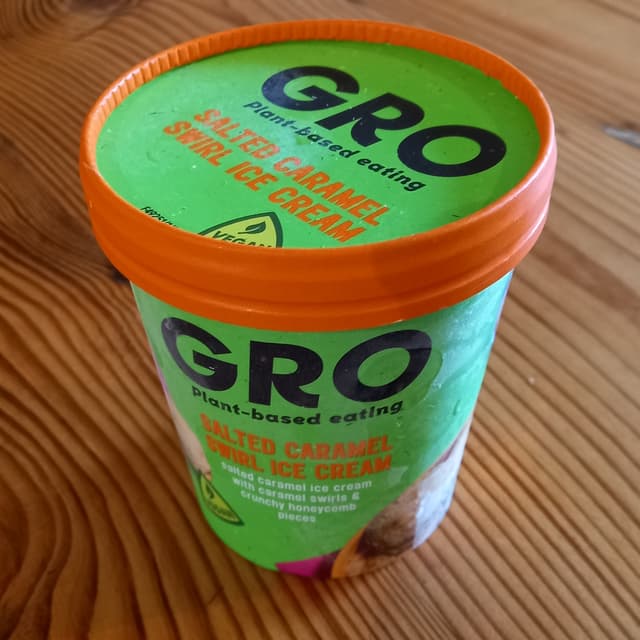 GRO
plant-based eating
SALTED CARAMEL
SWIRL ICE CREAM
VEGAN
GRO
plant-based eating
SALTED CARAMEL
SWIRL ICE CREAM
salted caramel ice cream
with caramel swirls &
crunchy honeycomb
pieces